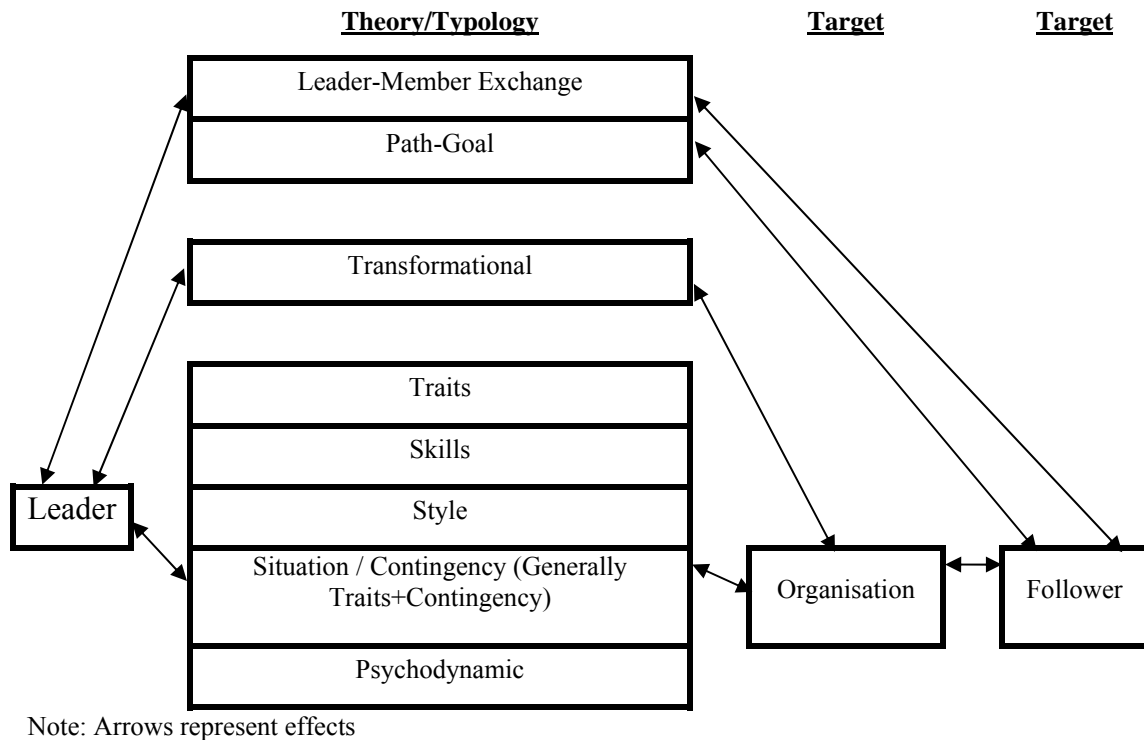 Theory/Typology
Target
Target
Leader-Member Exchange
Path-Goal
Transformational
Traits
Skills
Style
Leader
Situation / Contingency (Generally
Traits+Contingency)
Organisation
Follower
Psychodynamic
Note: Arrows represent effects